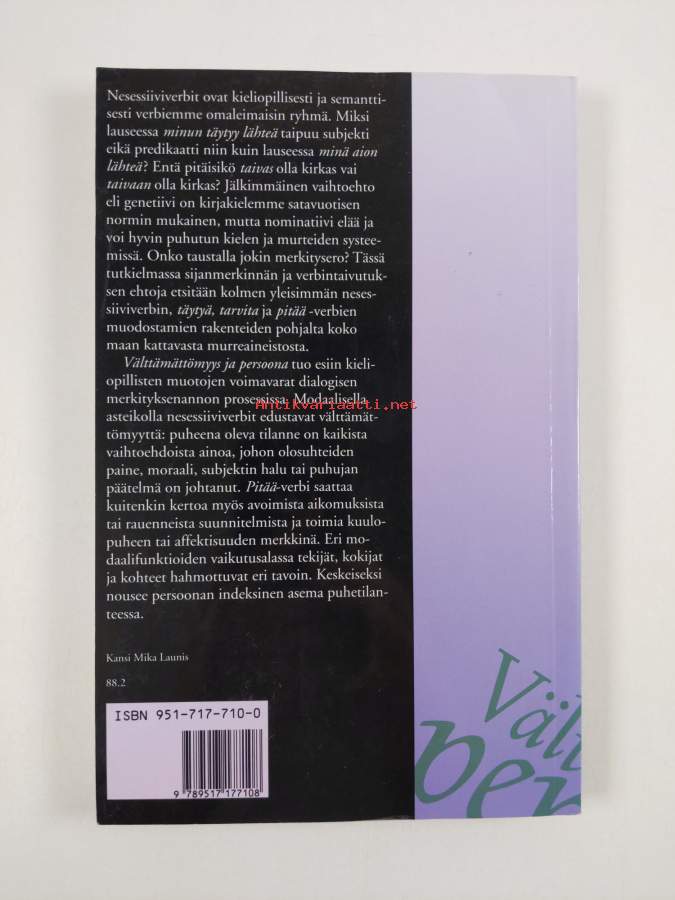 Nesessiiviverbit ovat kieliopillisesti ja semantti-
sesti verbiemme omaleimaisin ryhmä. Miksi
lauseessa minun täytyy lähteä taipuu subjekti
eikä predikaatti niin kuin lauseessa minä aion
lähteä? Entä pitäisikö taivas olla kirkas vai
taivaan olla kirkas? Jälkimmäinen vaihtoehto
eli genetiivi on kirjakielemme satavuotisen
normin mukainen, mutta nominatiivi elää ja
voi hyvin puhutun kielen ja murteiden systee-
missä. Onko taustalla jokin merkitysero? Tässä
tutkielmassa sijanmerkinnän ja verbintaivutuk-
sen ehtoja etsitään kolmen yleisimmän neses-
siiviverbin, täytyä, tarvita ja pitää -verbien
muodostamien rakenteiden pohjalta koko
maan kattavasta murreaineistosta.
Välttämättömyys ja persoona tuo esiin kieli-
opillisten muotojen voimavarat dialogisen
merkityksenannon prosessissa. Modaalisella
Antikvariaatti.net
asteikolla nesessiiviverbit edustavat välttämät-
tömyyttä: puheena oleva tilanne on kaikista
vaihtoehdoista ainoa, johon olosuhteiden
paine, moraali, subjektin halu tai puhujan
päätelmä on johtanut. Pitää-verbi saattaa
kuitenkin kertoa myös avoimista aikomuksista
tai rauenneista suunnitelmista ja toimia kuulo-
puheen tai affektisuuden merkkinä. Eri mo-
daalifunktioiden vaikutusalassa tekijät, kokijat
ja kohteet hahmottuvat eri tavoin. Keskeiseksi
nousee persoonan indeksinen asema puhetilan-
teessa.
Kansi Mika Launis
88.2
ISBN 951-717-710-0
9 789517 177108
Vält
per